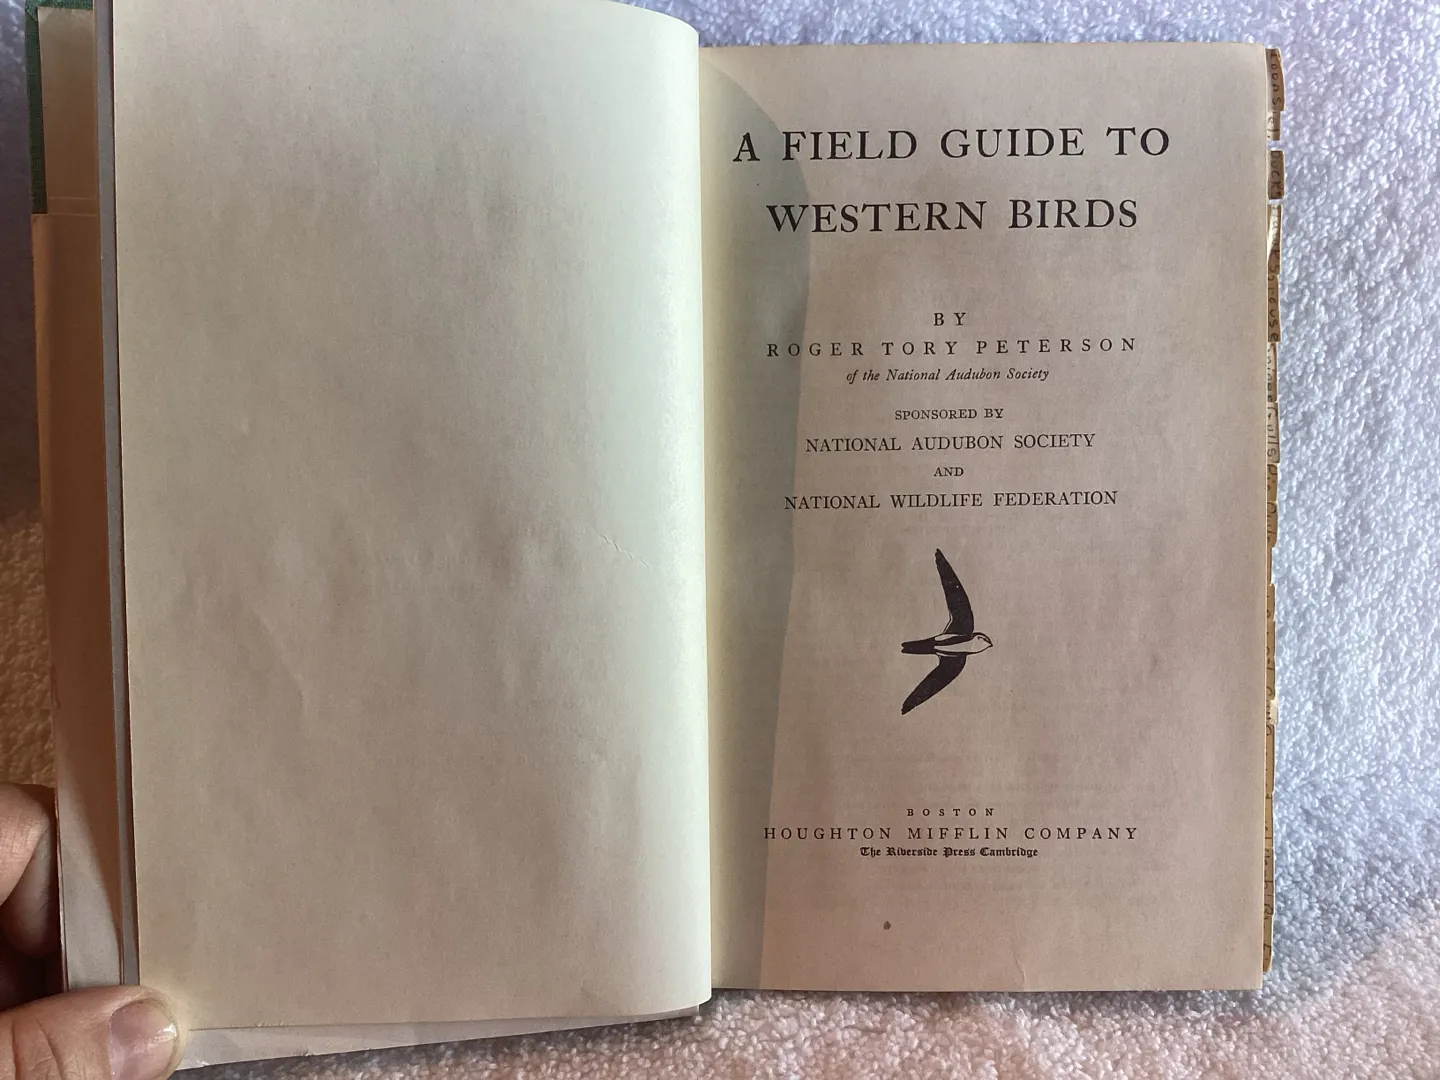 A FIELD GUIDE TO
WESTERN BIRDS
BY
ROGER TORY PETERSON
of the National Audubon Society
SPONSORED BY
NATIONAL AUDUBON SOCIETY
AND
NATIONAL WILDLIFE FEDERATION
BOSTON
HOUGHTON MIFFLIN COMPANY
The Riverside Press Cambridge